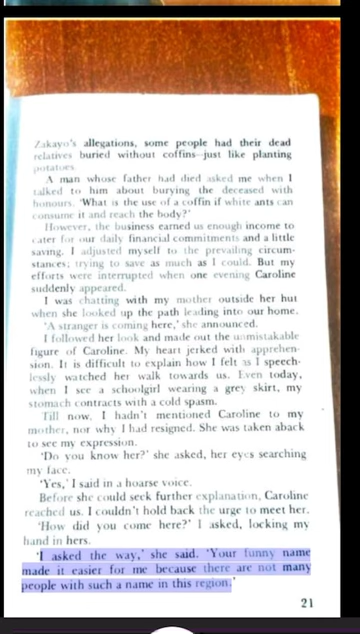 Zakayo's allegations, some people had their dead
relatives buried without coffins—just like planting
potatoes.
A man whose father had died asked me when I
talked to him about burying the deceased with
honours. 'What is the use of a coffin if white ants can
consume it and reach the body?'
However, the business earned us enough income to
cater for our daily financial commitments and a little
saving. I adjusted myself to the prevailing circum-
stances; trying to save as much as I could. But my
efforts were interrupted when one evening Caroline
suddenly appeared.
I was chatting with my mother outside her hut
when she looked up the path leading into our home.
'A stranger is coming here,' she announced.
I followed her look and made out the unmistakable
figure of Caroline. My heart jerked with apprehen-
sion. It is difficult to explain how I felt as I speech-
lessly watched her walk towards us. Even today,
when I see a schoolgirl wearing a grey skirt, my
stomach contracts with a cold spasm.
Till now, I hadn't mentioned Caroline to my
mother, nor why I had resigned. She was taken aback
to see my expression.
'Do you know her?' she asked, her eyes searching
my face.
'Yes,' I said in a hoarse voice.
Before she could seek further explanation, Caroline
reached us. I couldn't hold back the urge to meet her.
'How did you come here?' I asked, locking my
hand in hers.
'I asked the way,' she said. 'Your funny name
made it easier for me because there are not many
people with such a name in this region.'
21